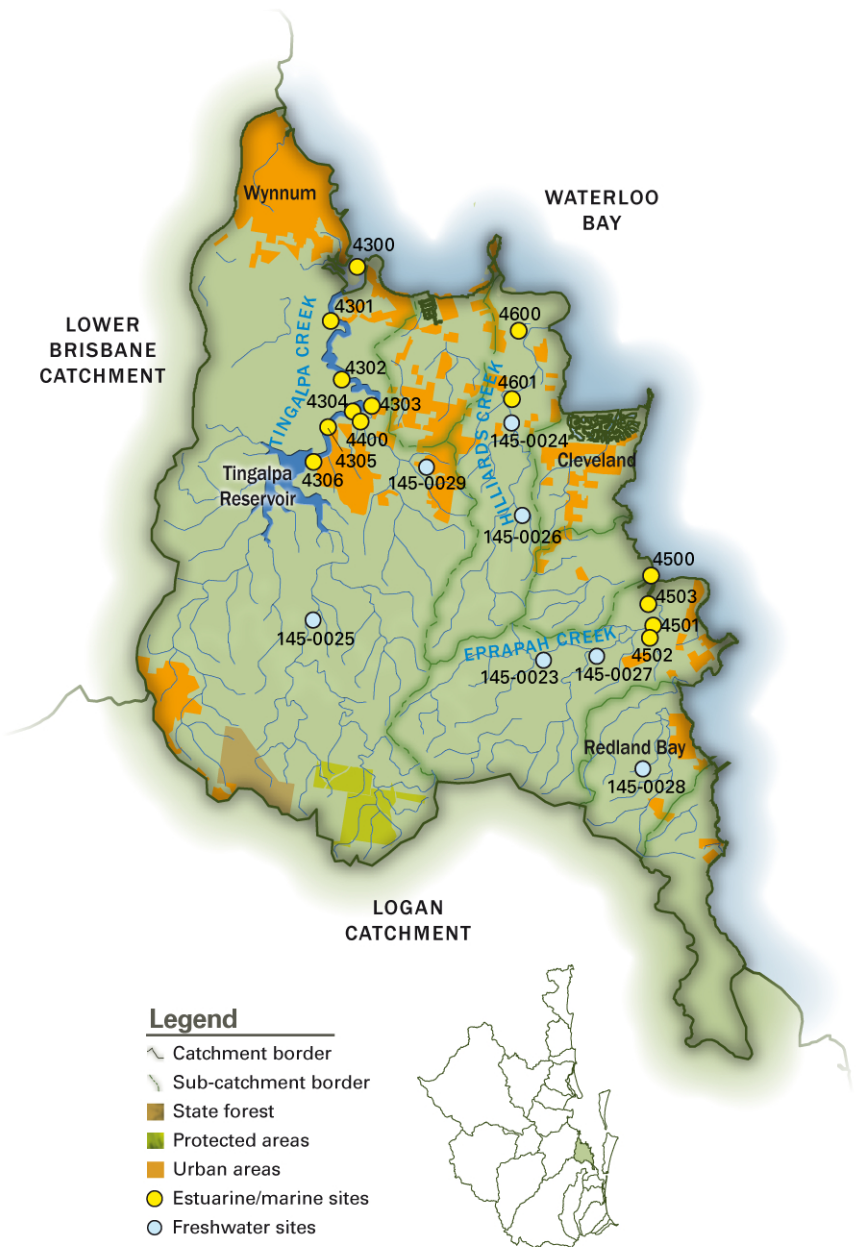 Wynnum
WATERLOO
BAY
4300
4301
LOWER
BRISBANE
CATCHMENT
TINGALPA CREEK
4600
4302
4601
4304
4303
4400
HILLIARDS CREEK
145-0024
4305
Tingalpa
Reservoir
4306
145-0029
Cleveland
145-0026
4500
4503
145-0025
4501
EPRAPAH CREEK
4502
145-0023
145-0027
Redland Bay
145-0028
LOGAN
CATCHMENT
Legend
Catchment border
Sub-catchment border
State forest
Protected areas
Urban areas
Estuarine/marine sites
Freshwater sites